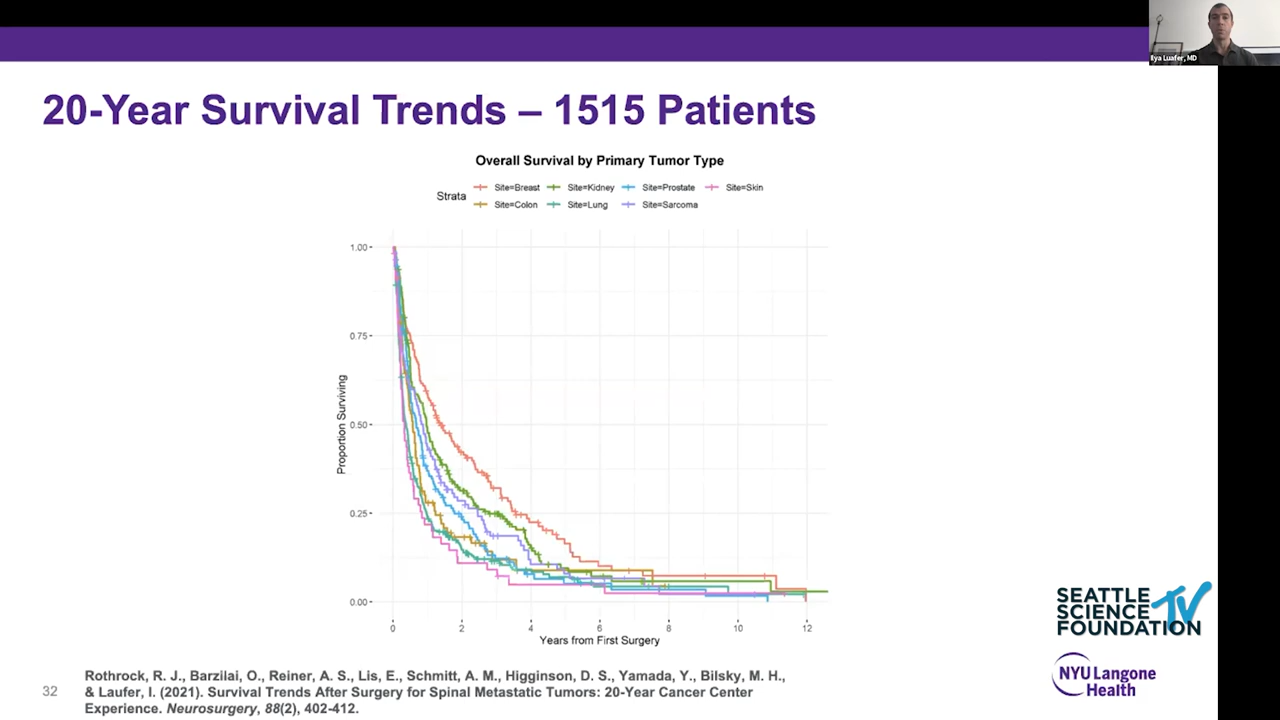 Ilya Laufer, MD
20-Year Survival Trends – 1515 Patients
Overall Survival by Primary Tumor Type
Strata
Site=Breast Site=Kidney Site=Prostate Site=Skin
Site=Colon Site=Lung Site=Sarcoma
1.00
0.75
0.50
0.25
0.00
Proportion Surviving
0 2 4 6 8 10 12
Years from First Surgery
SEATTLE
SCIENCE TV
FOUNDATION
NYU Langone
Health
32
Rothrock, R. J., Barzilai, O., Reiner, A. S., Lis, E., Schmitt, A. M., Higginson, D. S., Yamada, Y., Bilsky, M. H.,
& Laufer, I. (2021). Survival Trends After Surgery for Spinal Metastatic Tumors: 20-Year Cancer Center
Experience. Neurosurgery, 88(2), 402-412.